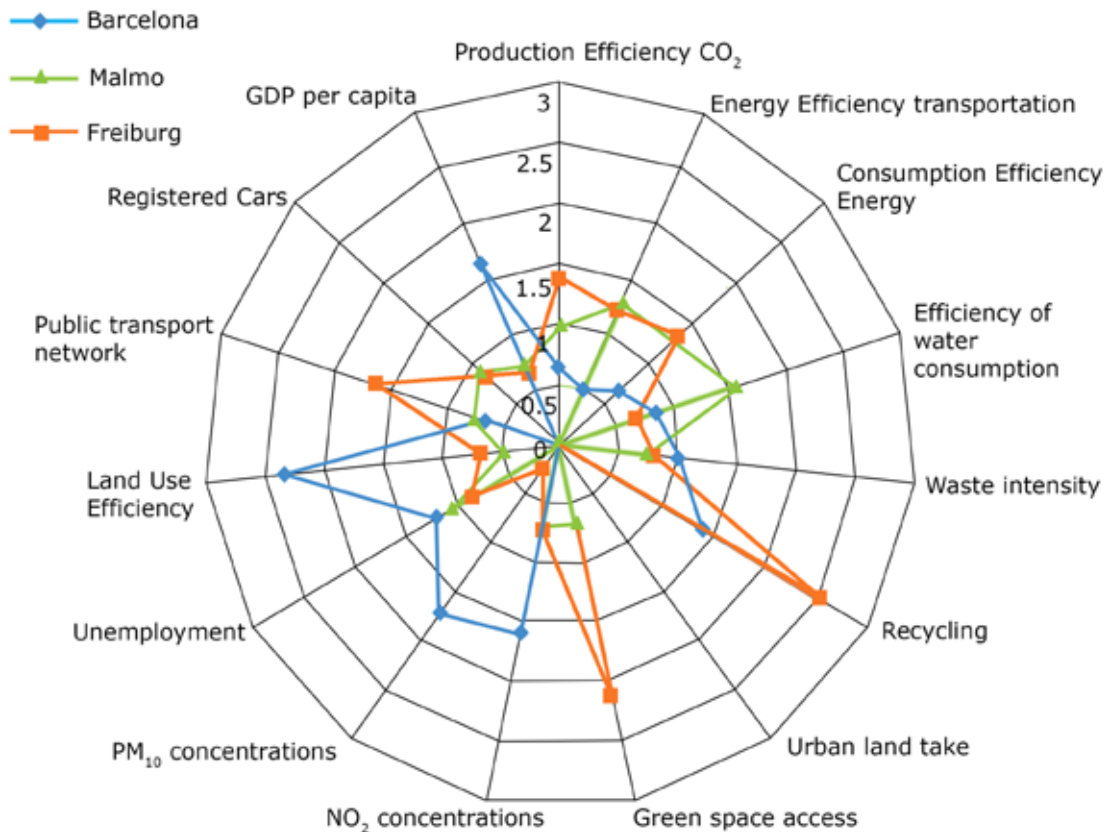 Barcelona
Malmo
Freiburg
Production Efficiency CO₂
Energy Efficiency transportation
Consumption Efficiency
Energy
Efficiency of
water
consumption
Waste intensity
Recycling
Urban land take
Green space access
NO₂ concentrations
PM₁₀ concentrations
Unemployment
Land Use
Efficiency
Public transport
network
Registered Cars
GDP per capita
3
2.5
2
1.5
1
0.5
0